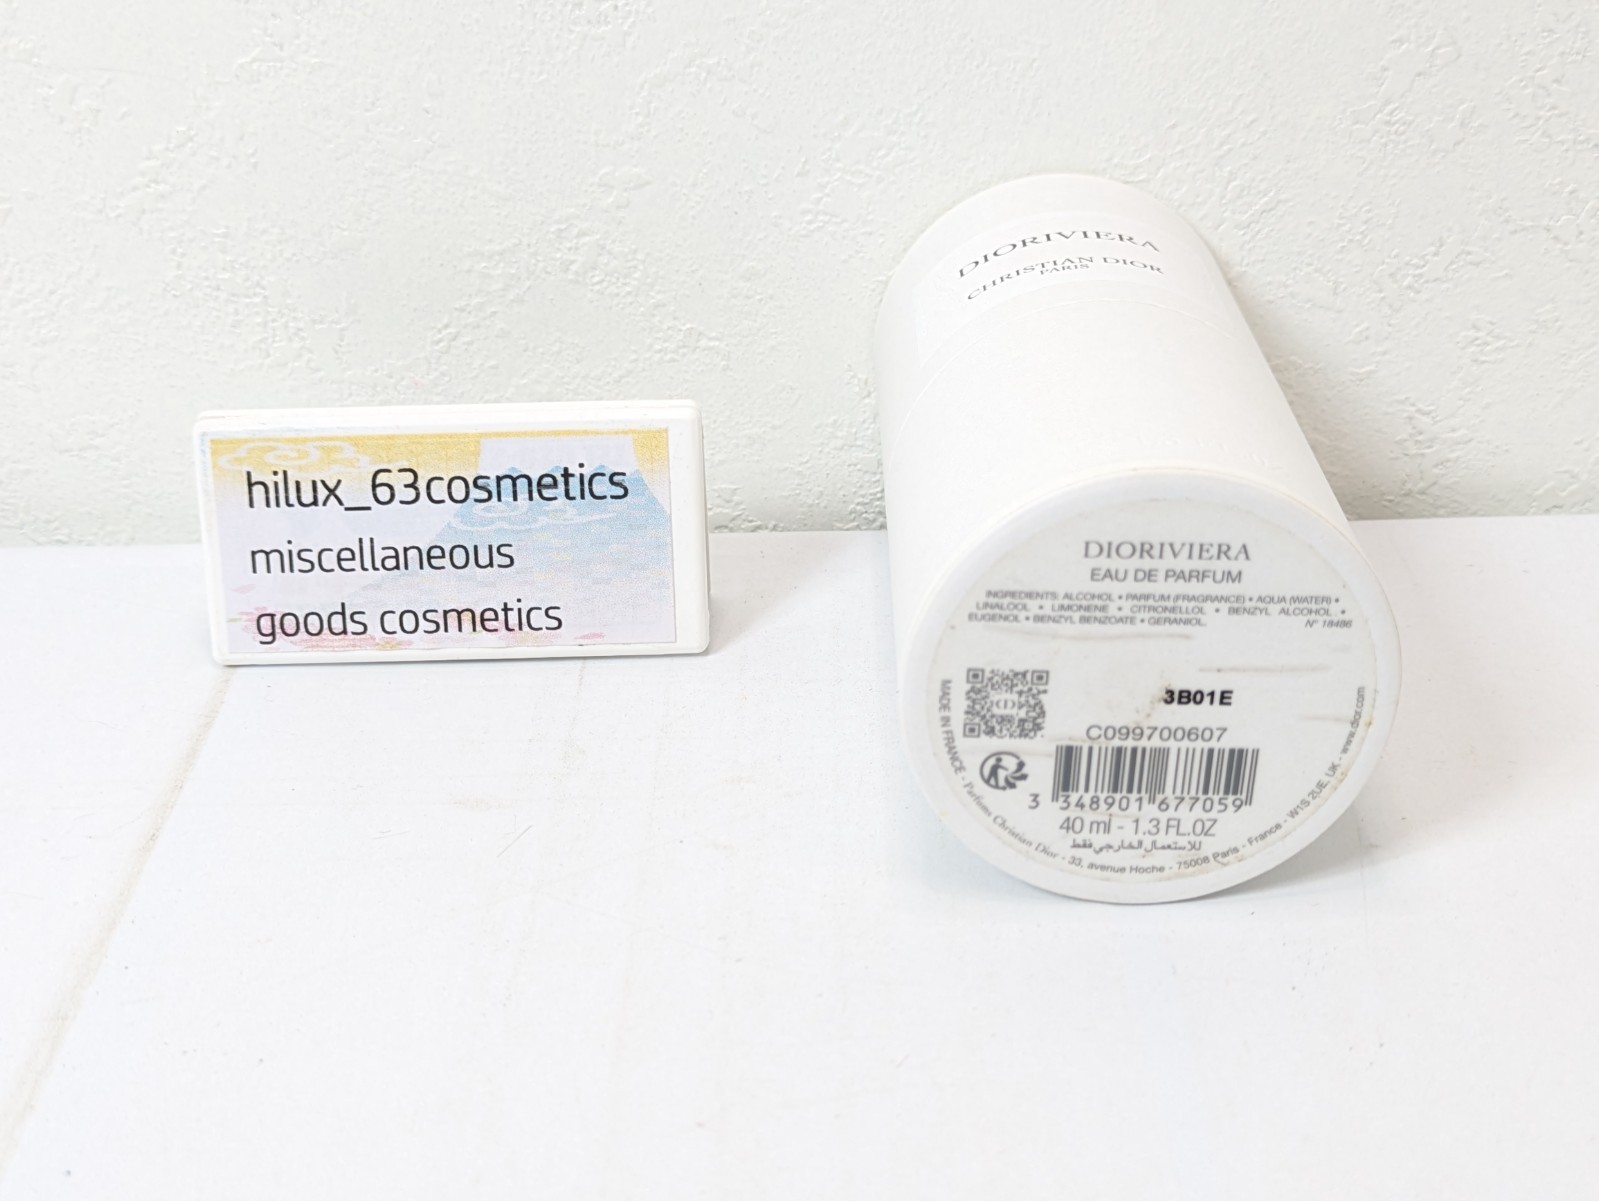 hilux_63cosmetics
miscellaneous
goods cosmetics
DIORIVIERA
CHRISTIAN DIOR
PARIS
DIORIVIERA
EAU DE PARFUM
INGREDIENTS: ALCOHOL • PARFUM (FRAGRANCE) • AQUA (WATER) •
LINALOOL • LIMONENE • CITRONELLOL • BENZYL ALCOHOL •
EUGENOL • BENZYL BENZOATE • GERANIOL.
N° 18486
3B01E
C099700607
3 348901 677059
40 ml - 1.3 FL.OZ
للاستعمال الخارجي فقط
MADE IN FRANCE - Parfums Christian Dior - 33, avenue Hoche - 75008 Paris - France - W1S 2UE. UK - www.dior.com